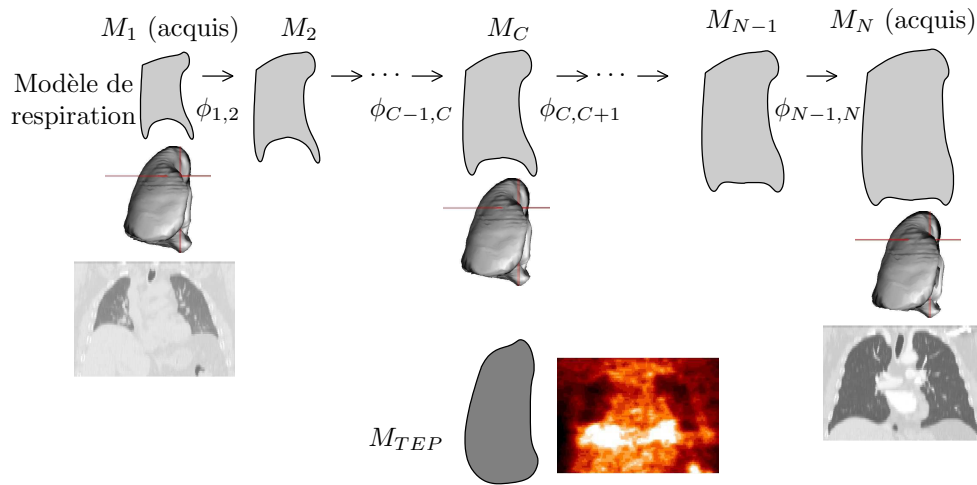 M_1 (acquis) M_2 M_C M_{N-1} M_N (acquis)
Modèle de
respiration
ϕ_{1,2} ··· ϕ_{C-1,C} ϕ_{C,C+1} ··· ϕ_{N-1,N}
M_{TEP}